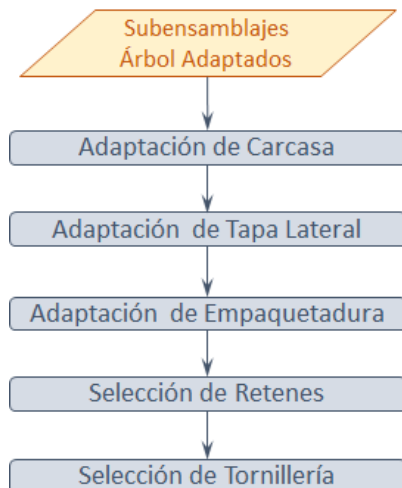 Subensamblajes
Árbol Adaptados
Adaptación de Carcasa
Adaptación de Tapa Lateral
Adaptación de Empaquetadura
Selección de Retenes
Selección de Tornillería